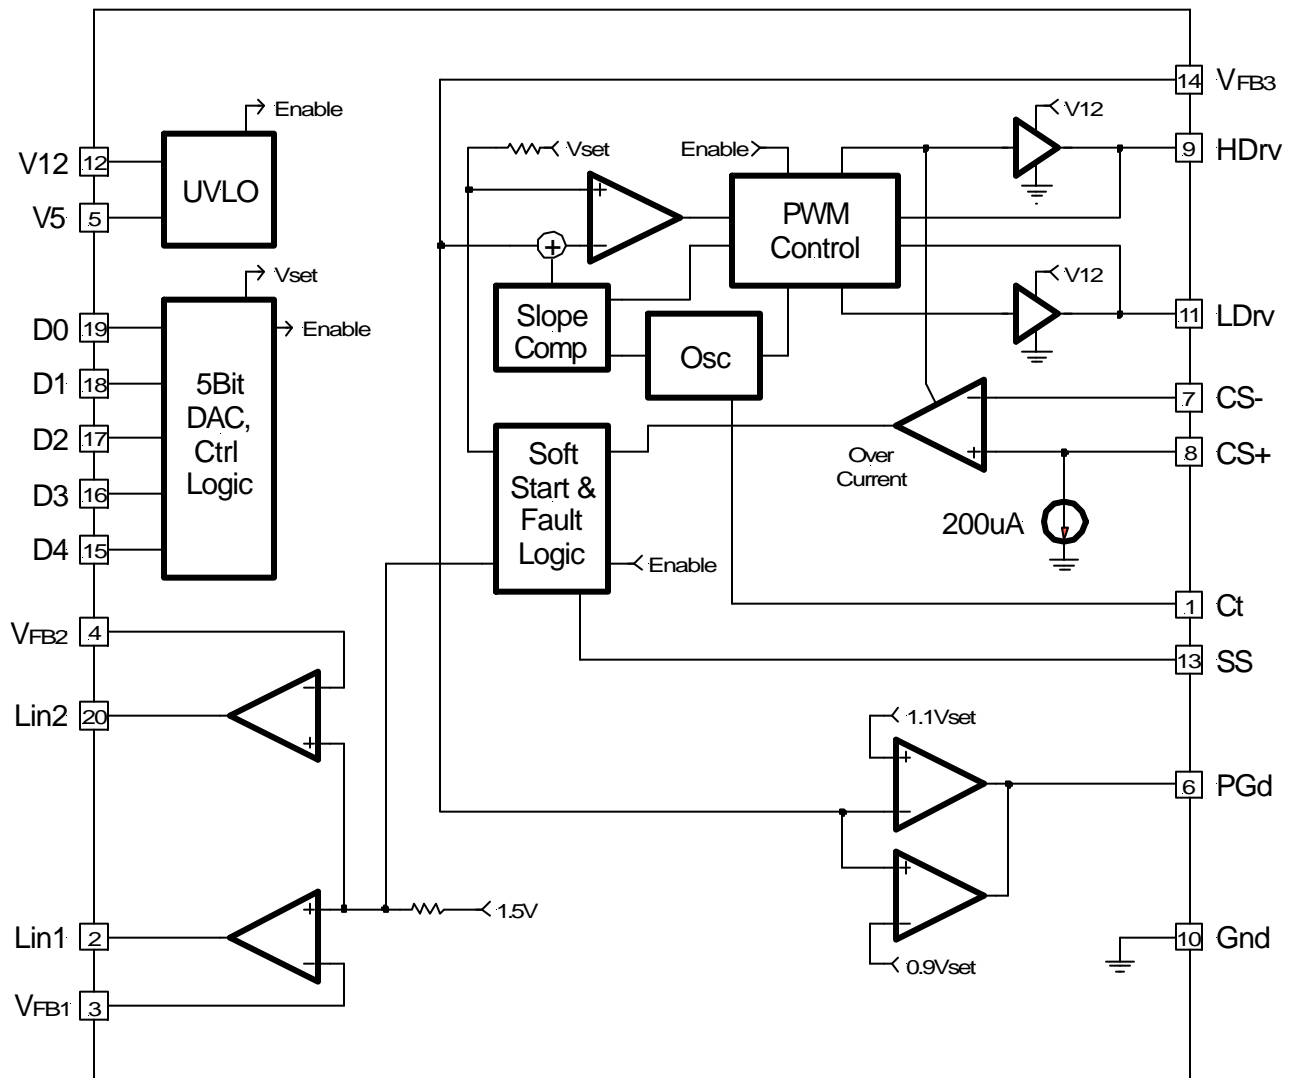 14 VFB3
Enable
V12
V12 12
UVLO
V5 5
Vset
Enable
PWM
Control
+
−
+
9 HDrv
Vset
Enable
D0 19
D1 18
D2 17
D3 16
D4 15
5Bit
DAC,
Ctrl
Logic
Slope
Comp
Osc
V12
11 LDrv
7 CS-
8 CS+
−
+
Over
Current
200uA
Soft
Start &
Fault
Logic
Enable
1 Ct
13 SS
VFB2 4
Lin2 20
−
+
1.1Vset
+
−
6 PGd
+
−
0.9Vset
Lin1 2
+
−
1.5V
VFB1 3
10 Gnd